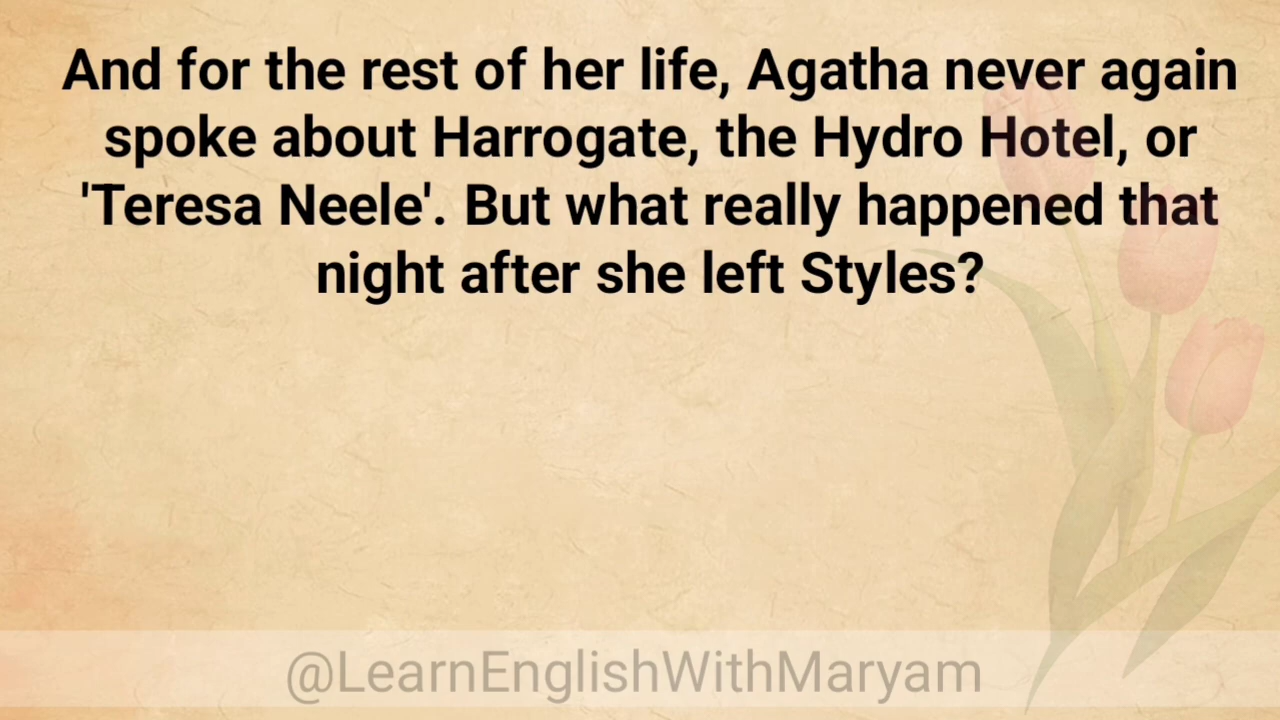 And for the rest of her life, Agatha never again
spoke about Harrogate, the Hydro Hotel, or
'Teresa Neele'. But what really happened that
night after she left Styles?
@LearnEnglishWithMaryam